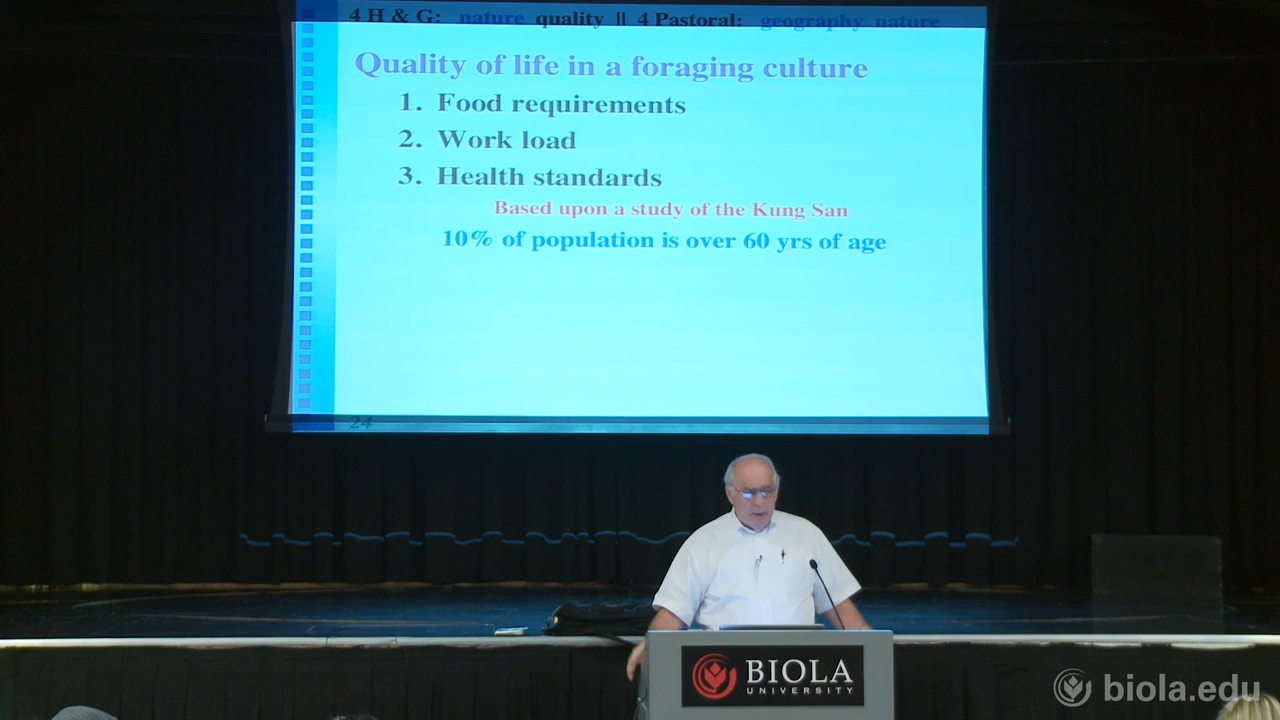 4 H & G: nature quality || 4 Pastoral: geography nature
Quality of life in a foraging culture
1. Food requirements
2. Work load
3. Health standards
Based upon a study of the Kung San
10% of population is over 60 yrs of age
24
BIOLA
UNIVERSITY
biola.edu